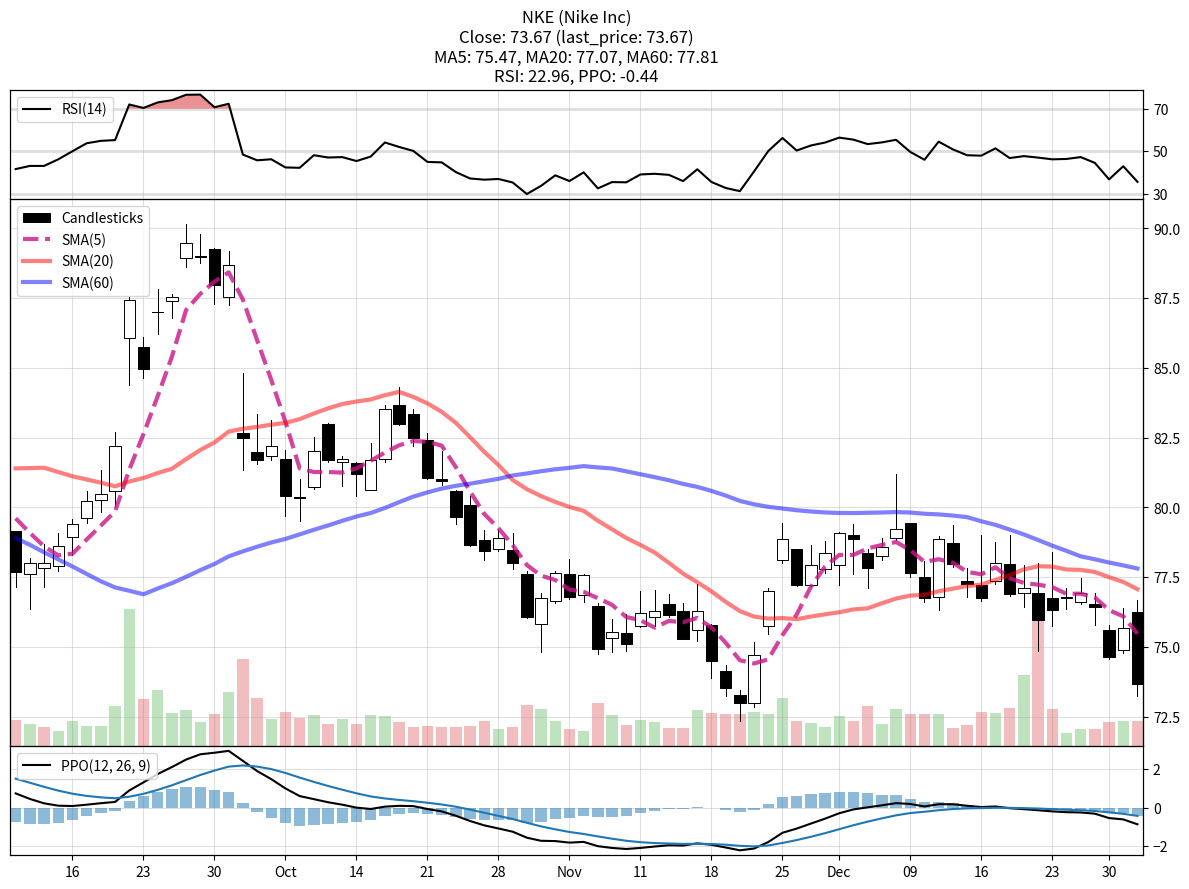 NKE (Nike Inc)
Close: 73.67 (last_price: 73.67)
MA5: 75.47, MA20: 77.07, MA60: 77.81
RSI: 22.96, PPO: -0.44
RSI(14)
70
50
30
Candlesticks
SMA(5)
SMA(20)
SMA(60)
90.0
87.5
85.0
82.5
80.0
77.5
75.0
72.5
PPO(12, 26, 9)
2
0
−2
16 23 30 Oct 14 21 28 Nov 11 18 25 Dec 09 16 23 30